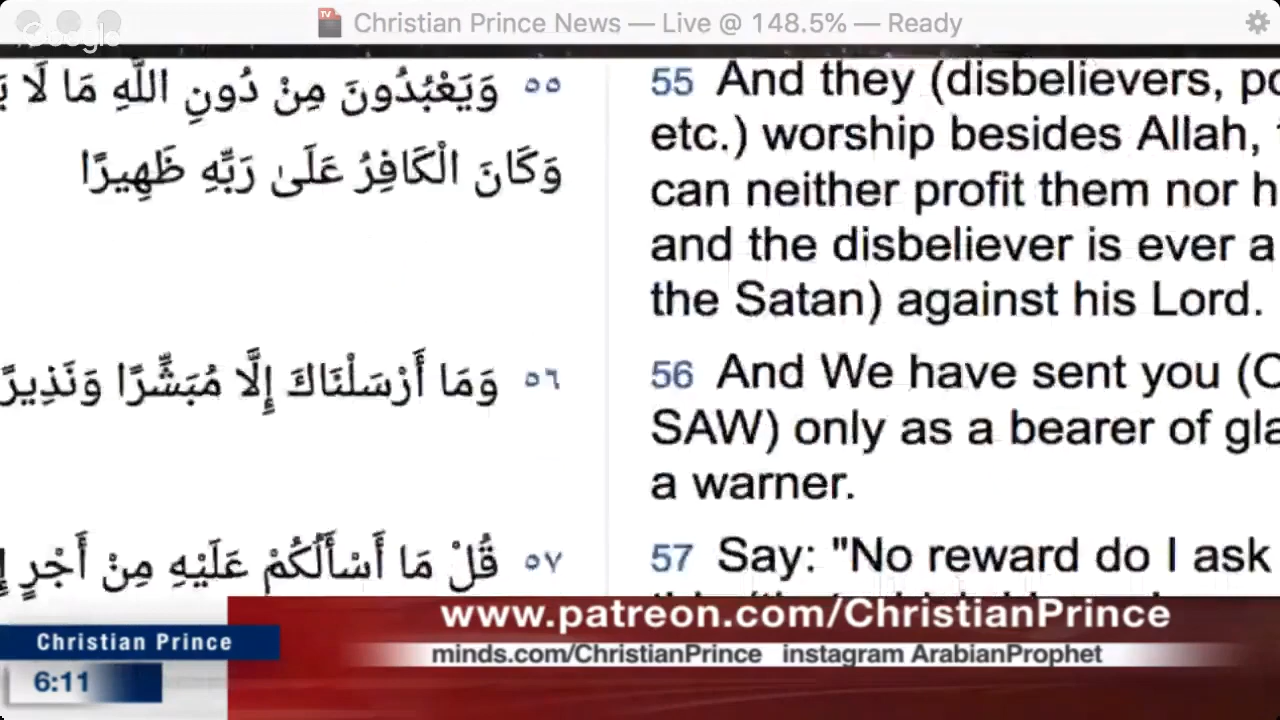 Christian Prince News — Live @ 148.5% — Ready
Google
٥٥ وَيَعْبُدُونَ مِنْ دُونِ اللَّهِ مَا لَا
وَكَانَ الْكَافِرُ عَلَىٰ رَبِّهِ ظَهِيرًا
٥٦ وَمَا أَرْسَلْنَاكَ إِلَّا مُبَشِّرًا وَنَذِيرًا
٥٧ قُلْ مَا أَسْأَلُكُمْ عَلَيْهِ مِنْ أَجْرٍ
55 And they (disbelievers,
etc.) worship besides Allah,
can neither profit them nor
and the disbeliever is ever a
the Satan) against his Lord.
56 And We have sent you (
SAW) only as a bearer of
a warner.
57 Say: "No reward do I ask
www.patreon.com/ChristianPrince
Christian Prince
minds.com/ChristianPrince instagram ArabianProphet
6:11